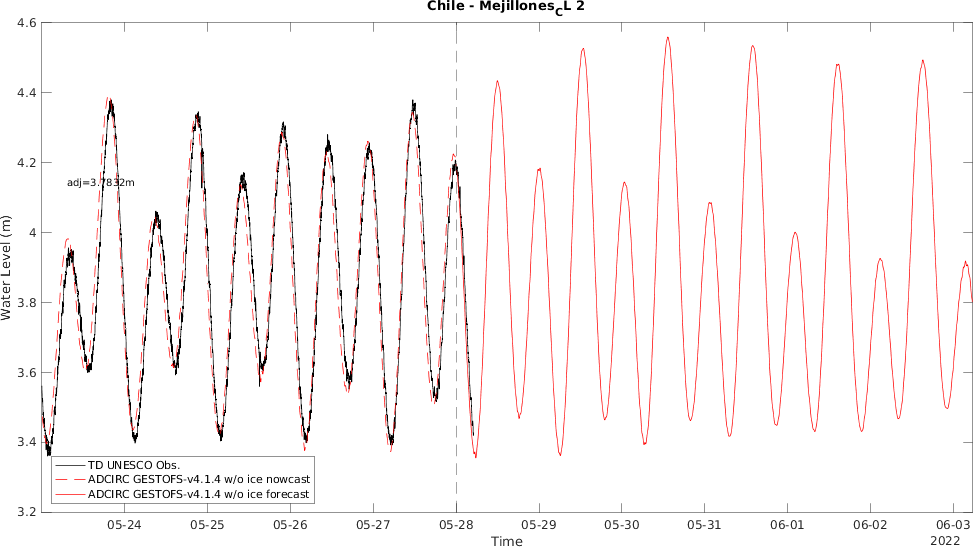 Chile - Mejillones_CL 2
4.6
4.4
4.2
4
3.8
3.6
3.4
3.2
Water Level (m)
adj=3.7832m
TD UNESCO Obs.
ADCIRC GESTOFS-v4.1.4 w/o ice nowcast
ADCIRC GESTOFS-v4.1.4 w/o ice forecast
05-24 05-25 05-26 05-27 05-28 05-29 05-30 05-31 06-01 06-02 06-03
Time
2022